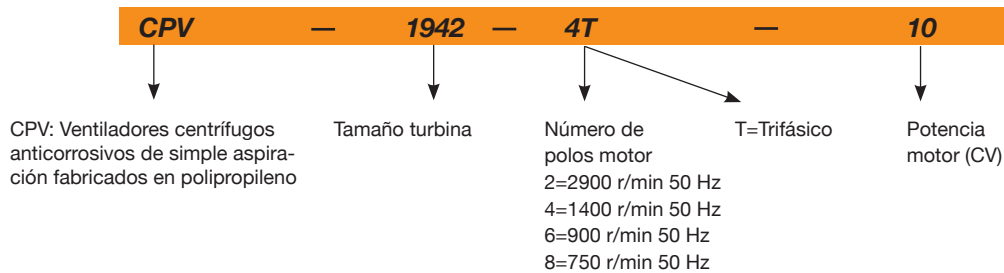 CPV — 1942 — 4T — 10
CPV: Ventiladores centrífugos
anticorrosivos de simple aspira-
ción fabricados en polipropileno
Tamaño turbina
Número de
polos motor
2=2900 r/min 50 Hz
4=1400 r/min 50 Hz
6=900 r/min 50 Hz
8=750 r/min 50 Hz
T=Trifásico
Potencia
motor (CV)